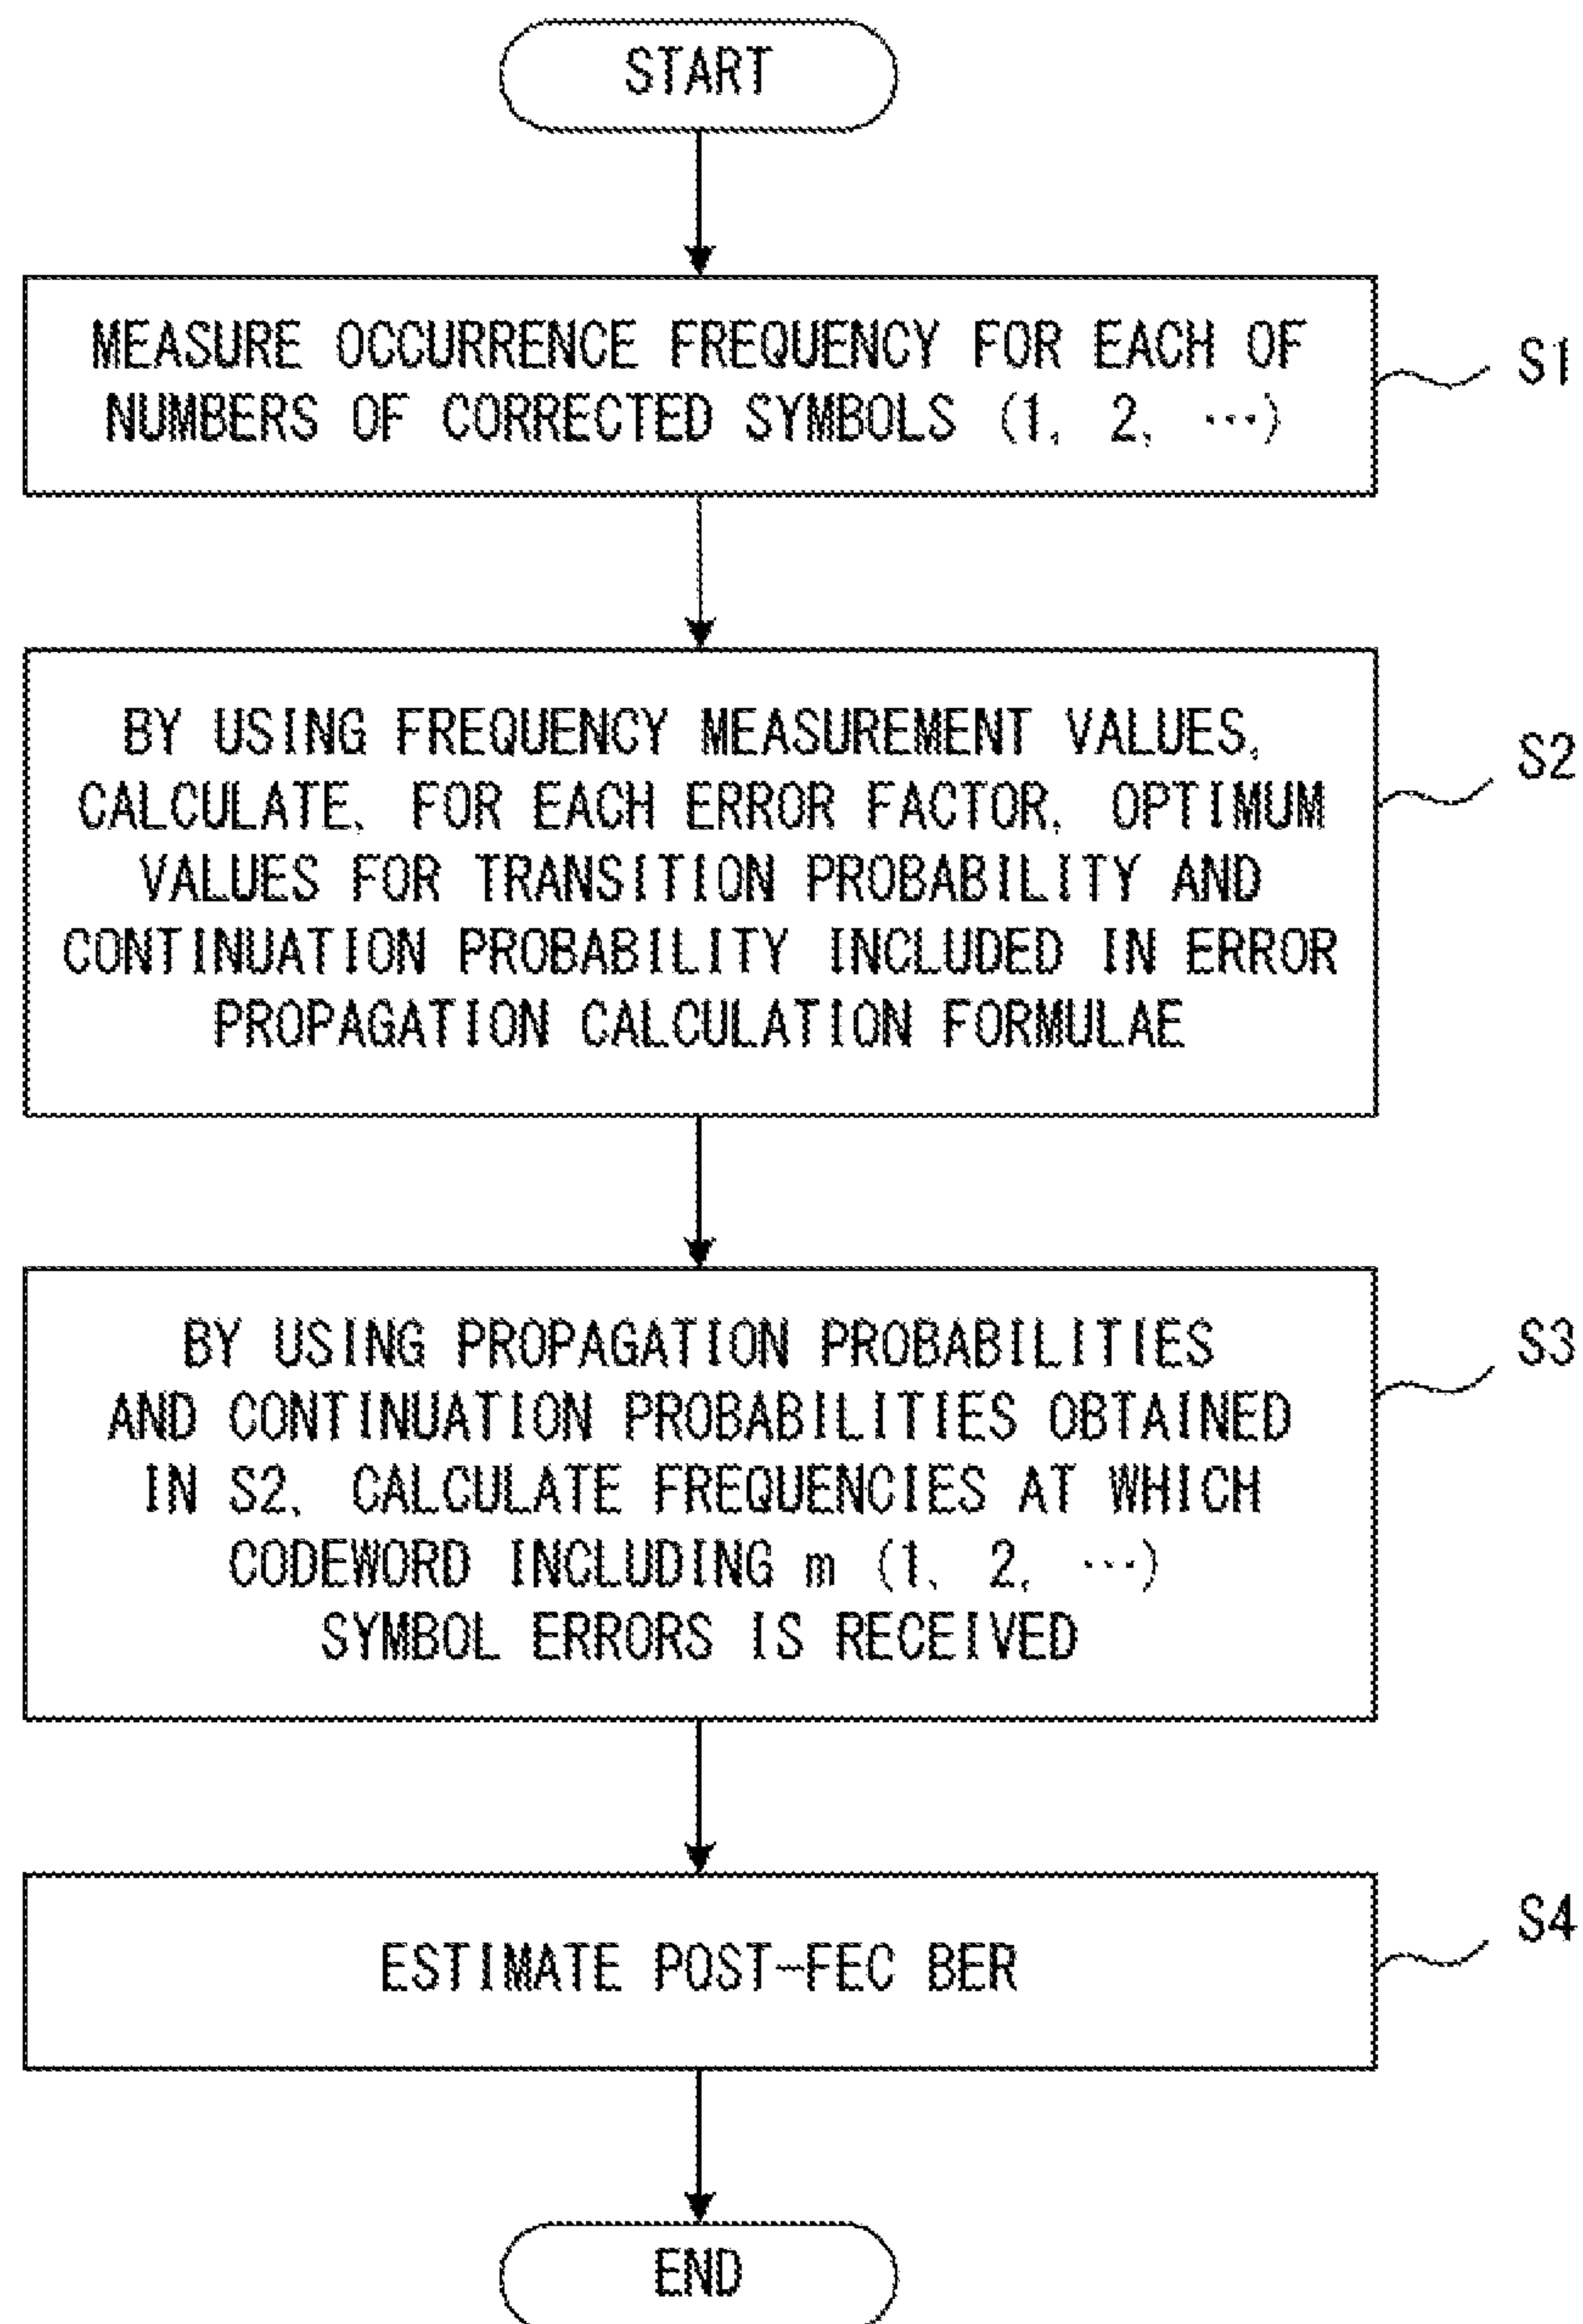 START
MEASURE OCCURRENCE FREQUENCY FOR EACH OF
NUMBERS OF CORRECTED SYMBOLS (1, 2, ⋯)
S1
BY USING FREQUENCY MEASUREMENT VALUES,
CALCULATE, FOR EACH ERROR FACTOR, OPTIMUM
VALUES FOR TRANSITION PROBABILITY AND
CONTINUATION PROBABILITY INCLUDED IN ERROR
PROPAGATION CALCULATION FORMULAE
S2
BY USING PROPAGATION PROBABILITIES
AND CONTINUATION PROBABILITIES OBTAINED
IN S2, CALCULATE FREQUENCIES AT WHICH
CODEWORD INCLUDING m (1, 2, ⋯)
SYMBOL ERRORS IS RECEIVED
S3
ESTIMATE POST-FEC BER
S4
END